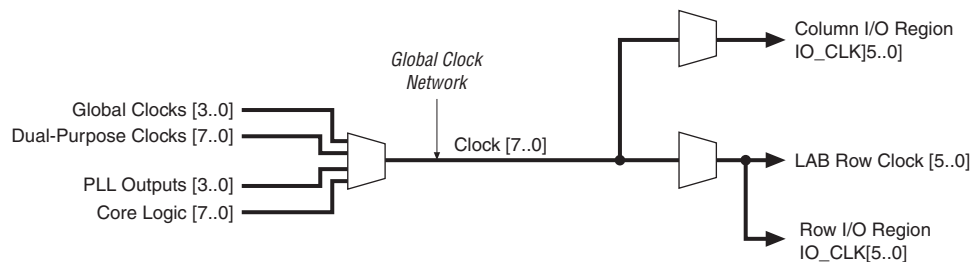 Column I/O Region
IO_CLK]5..0]
Global Clock
Network
Global Clocks [3..0]
Dual-Purpose Clocks [7..0]
Clock [7..0]
LAB Row Clock [5..0]
PLL Outputs [3..0]
Core Logic [7..0]
Row I/O Region
IO_CLK[5..0]